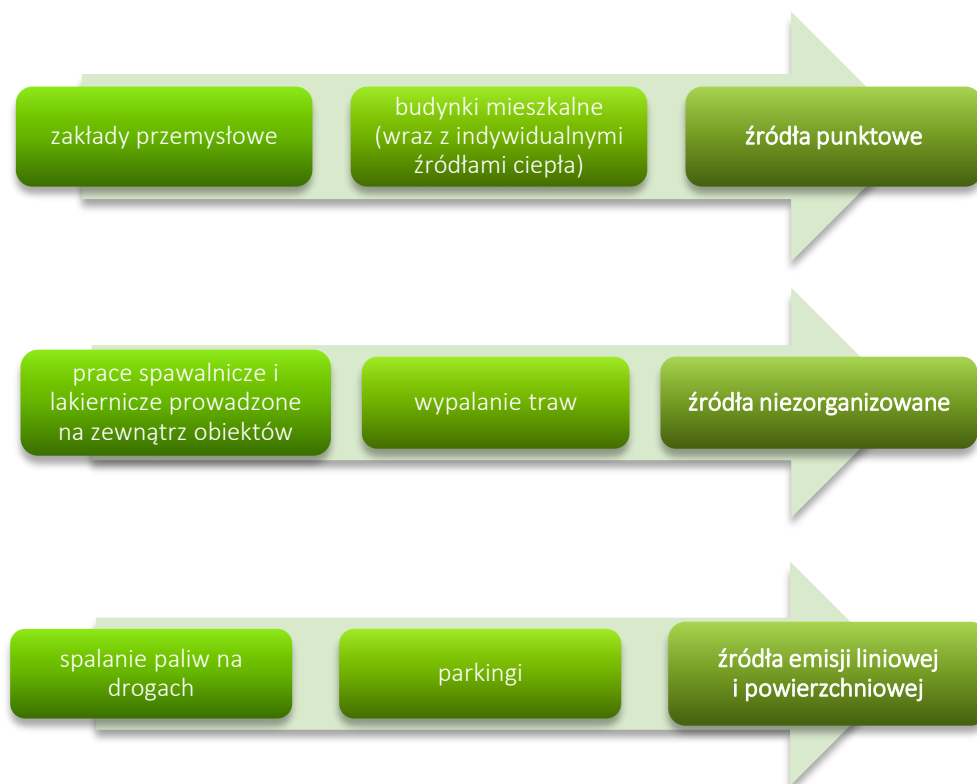 zakłady przemysłowe
budynki mieszkalne
(wraz z indywidualnymi
źródłami ciepła)
źródła punktowe
prace spawalnicze i
lakiernicze prowadzone
na zewnątrz obiektów
wypalanie traw
źródła niezorganizowane
spalanie paliw na
drogach
parkingi
źródła emisji liniowej
i powierzchniowej